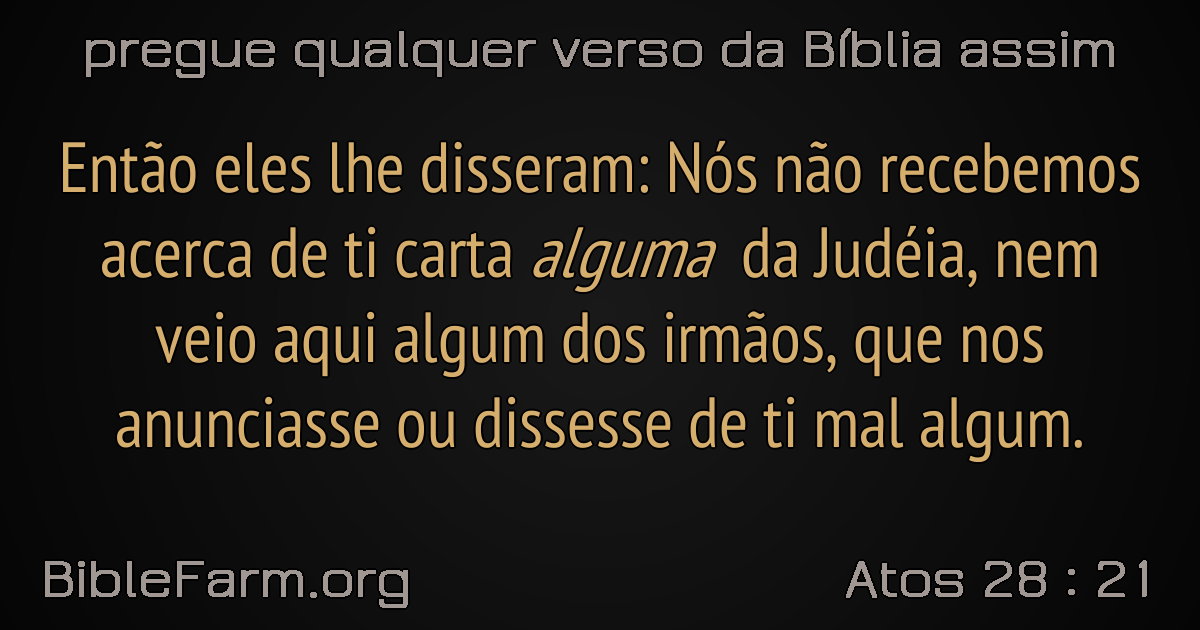 pregue qualquer verso da Bíblia assim
Então eles lhe disseram: Nós não recebemos
acerca de ti carta alguma da Judéia, nem
veio aqui algum dos irmãos, que nos
anunciasse ou dissesse de ti mal algum.
BibleFarm.org
Atos 28 : 21